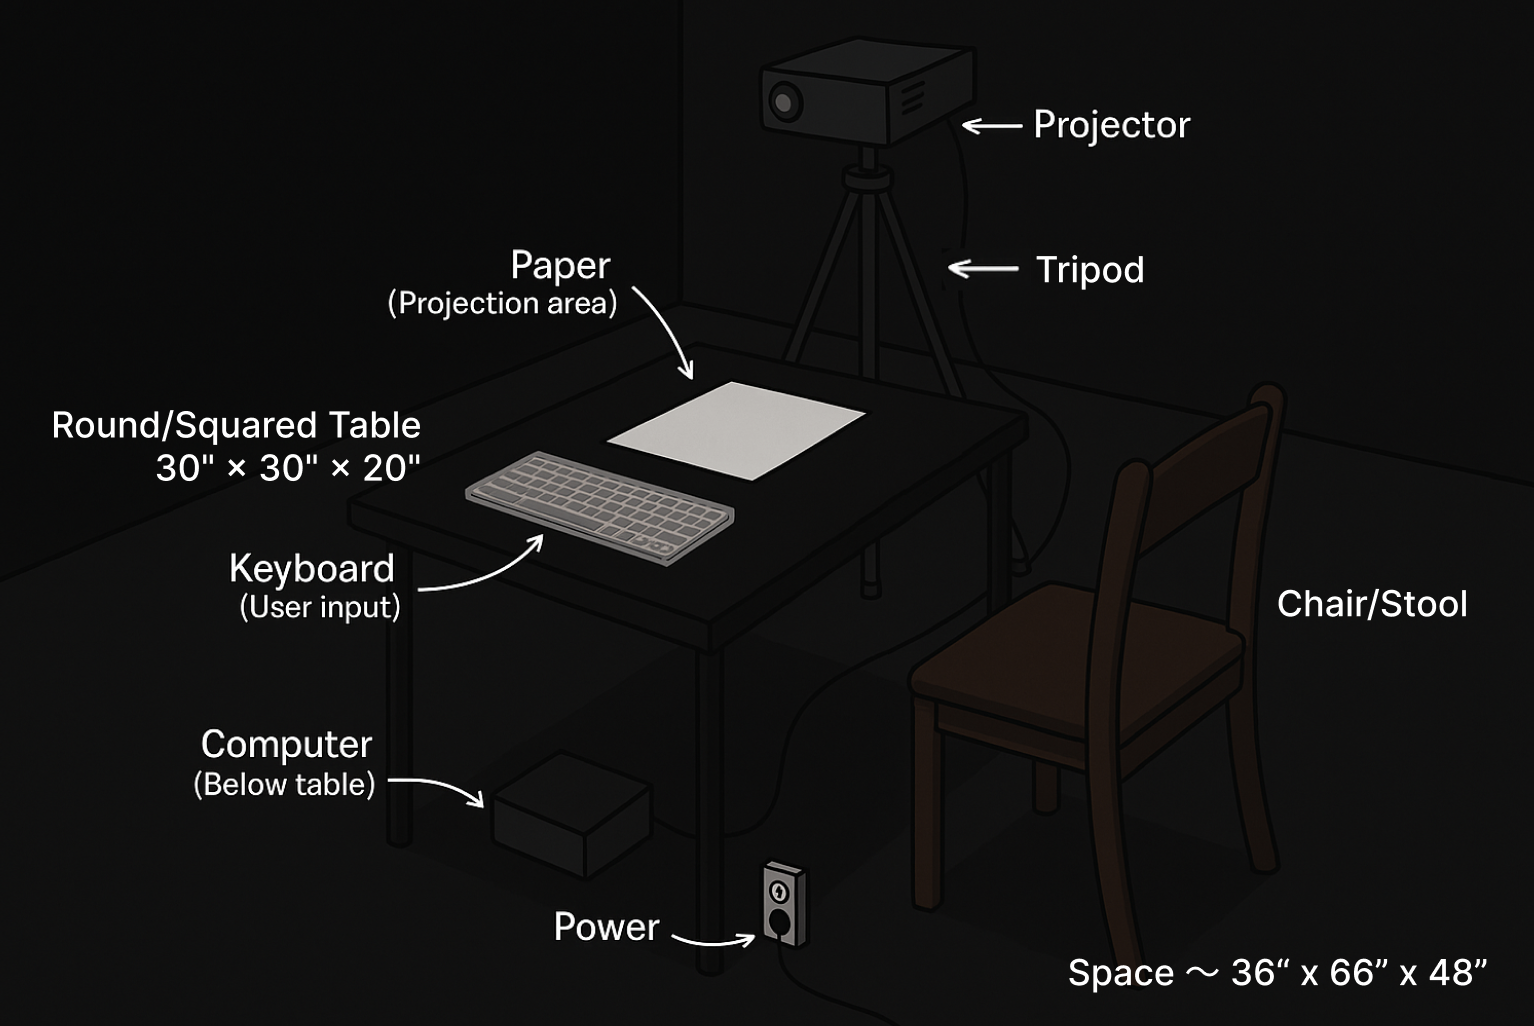 Projector
Tripod
Paper
(Projection area)
Round/Squared Table
30" × 30" × 20"
Keyboard
(User input)
Chair/Stool
Computer
(Below table)
Power
Space ～ 36“ x 66” x 48”